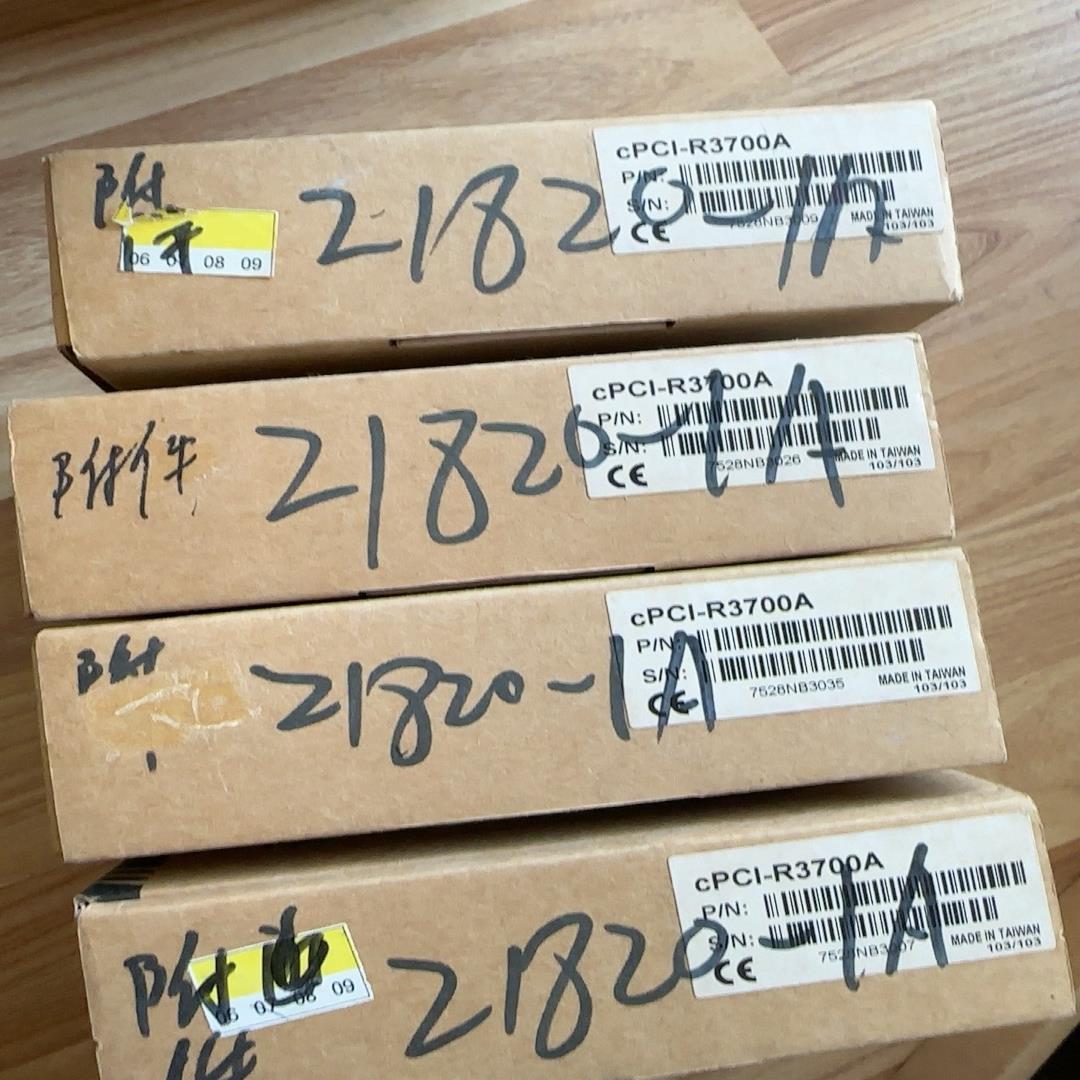 附件
06 08 09
21820-1A
cPCI-R3700A
P/N:
S/N:
CE
MADE IN TAIWAN
103/103
附件
21820-1A
cPCI-R3700A
P/N:
S/N:
7528NB3026
CE
MADE IN TAIWAN
103/103
附
21820-1A
cPCI-R3700A
P/N:
S/N:
7528NB3035
CE
MADE IN TAIWAN
103/103
附件
06 07 08 09
21820-1A
cPCI-R3700A
P/N:
S/N:
CE
MADE IN TAIWAN
103/103